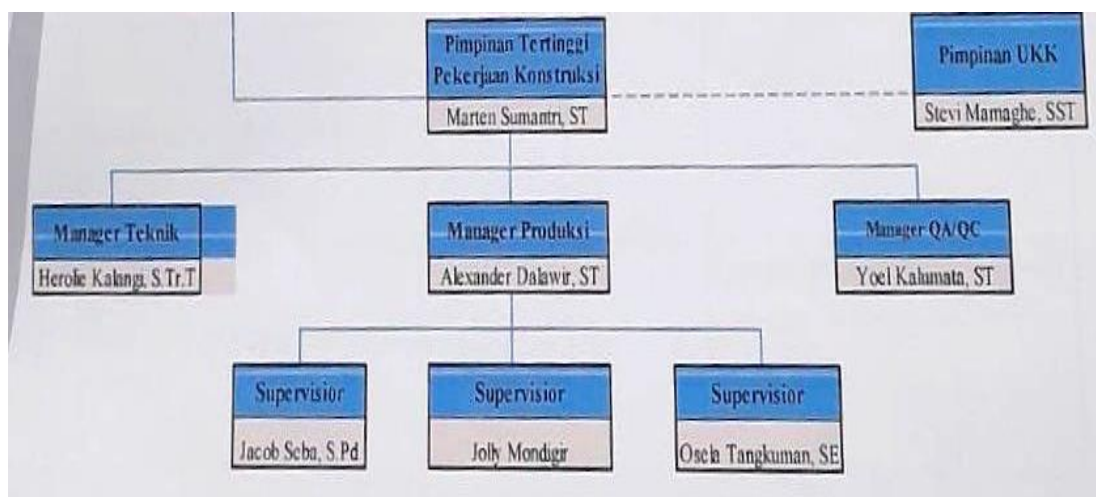 Pimpinan Tertinggi
Pekerjaan Konstruksi
Marten Sumantri, ST
Pimpinan UKK
Stevi Mamaghe, SST
Manager Teknik
Herolie Kalangi, S.Tr.T
Manager Produksi
Alexander Dalawir, ST
Manager QA/QC
Yoel Kalumata, ST
Supervisior
Jacob Seba, S.Pd
Supervisior
Jolly Mondigir
Supervisior
Osela Tangkuman, SE